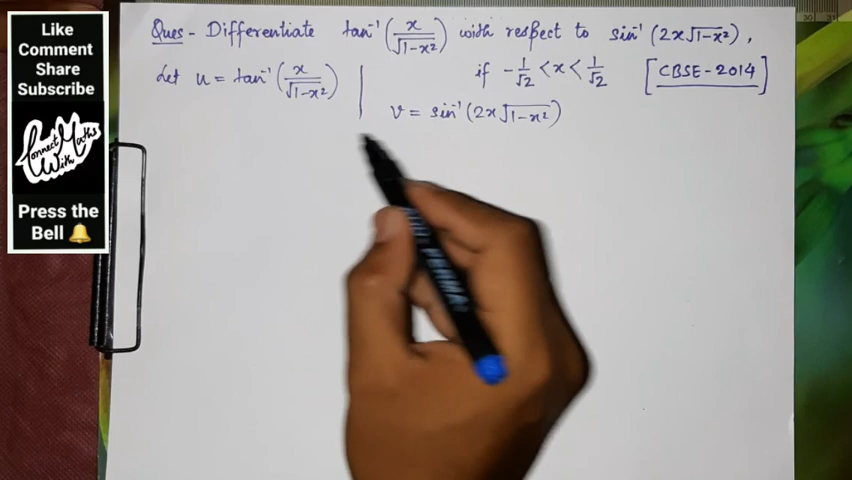 Like
Comment
Share
Subscribe
Connect
With
Maths
Press the
Bell 🔔
Ques - Differentiate tan⁻¹(x/√(1-x²)) with respect to sin⁻¹(2x√(1-x²)),
if -1/√2 < x < 1/√2 [CBSE-2014]
Let u = tan⁻¹(x/√(1-x²))
v = sin⁻¹(2x√(1-x²))